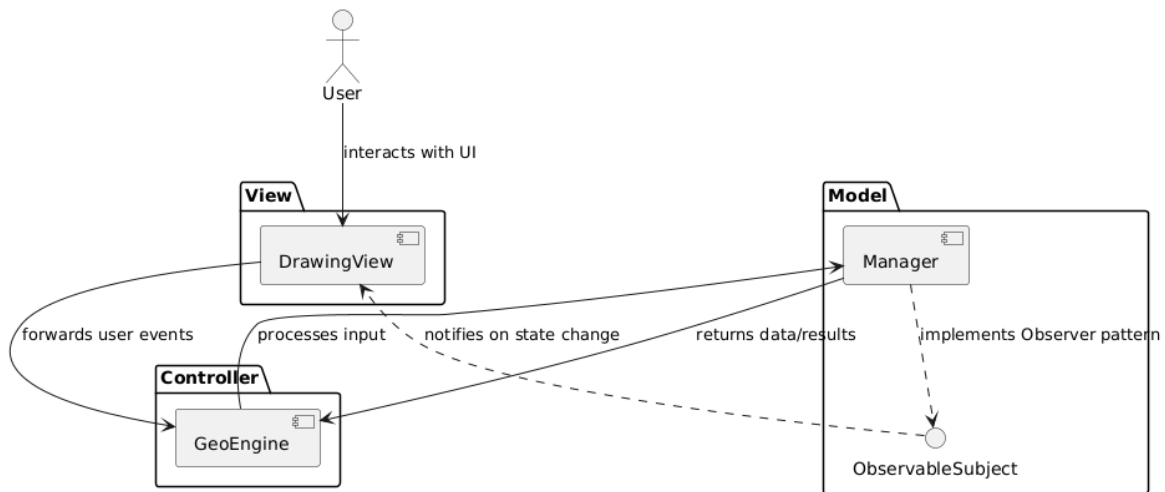 User
interacts with UI
View
Model
DrawingView
Manager
forwards user events
processes input
notifies on state change
returns data/results
implements Observer pattern
Controller
GeoEngine
ObservableSubject